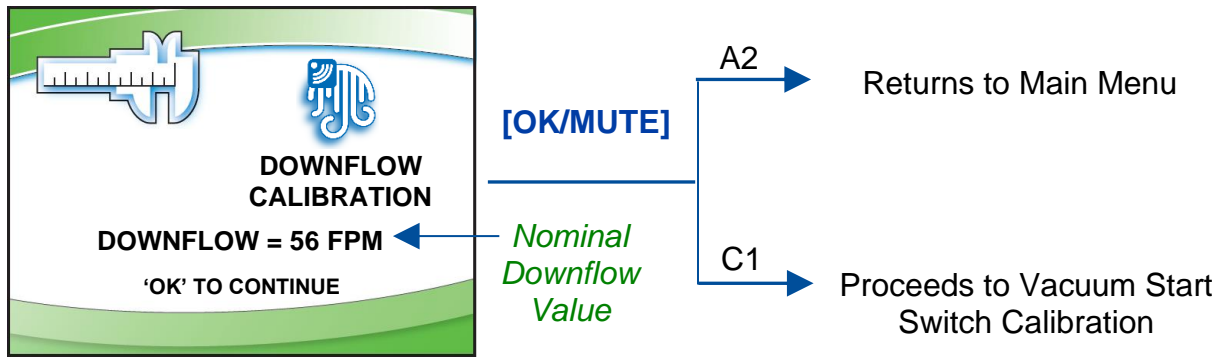 DOWNFLOW
CALIBRATION
DOWNFLOW = 56 FPM
‘OK’ TO CONTINUE
[OK/MUTE]
Nominal
Downflow
Value
A2
Returns to Main Menu
C1
Proceeds to Vacuum Start
Switch Calibration